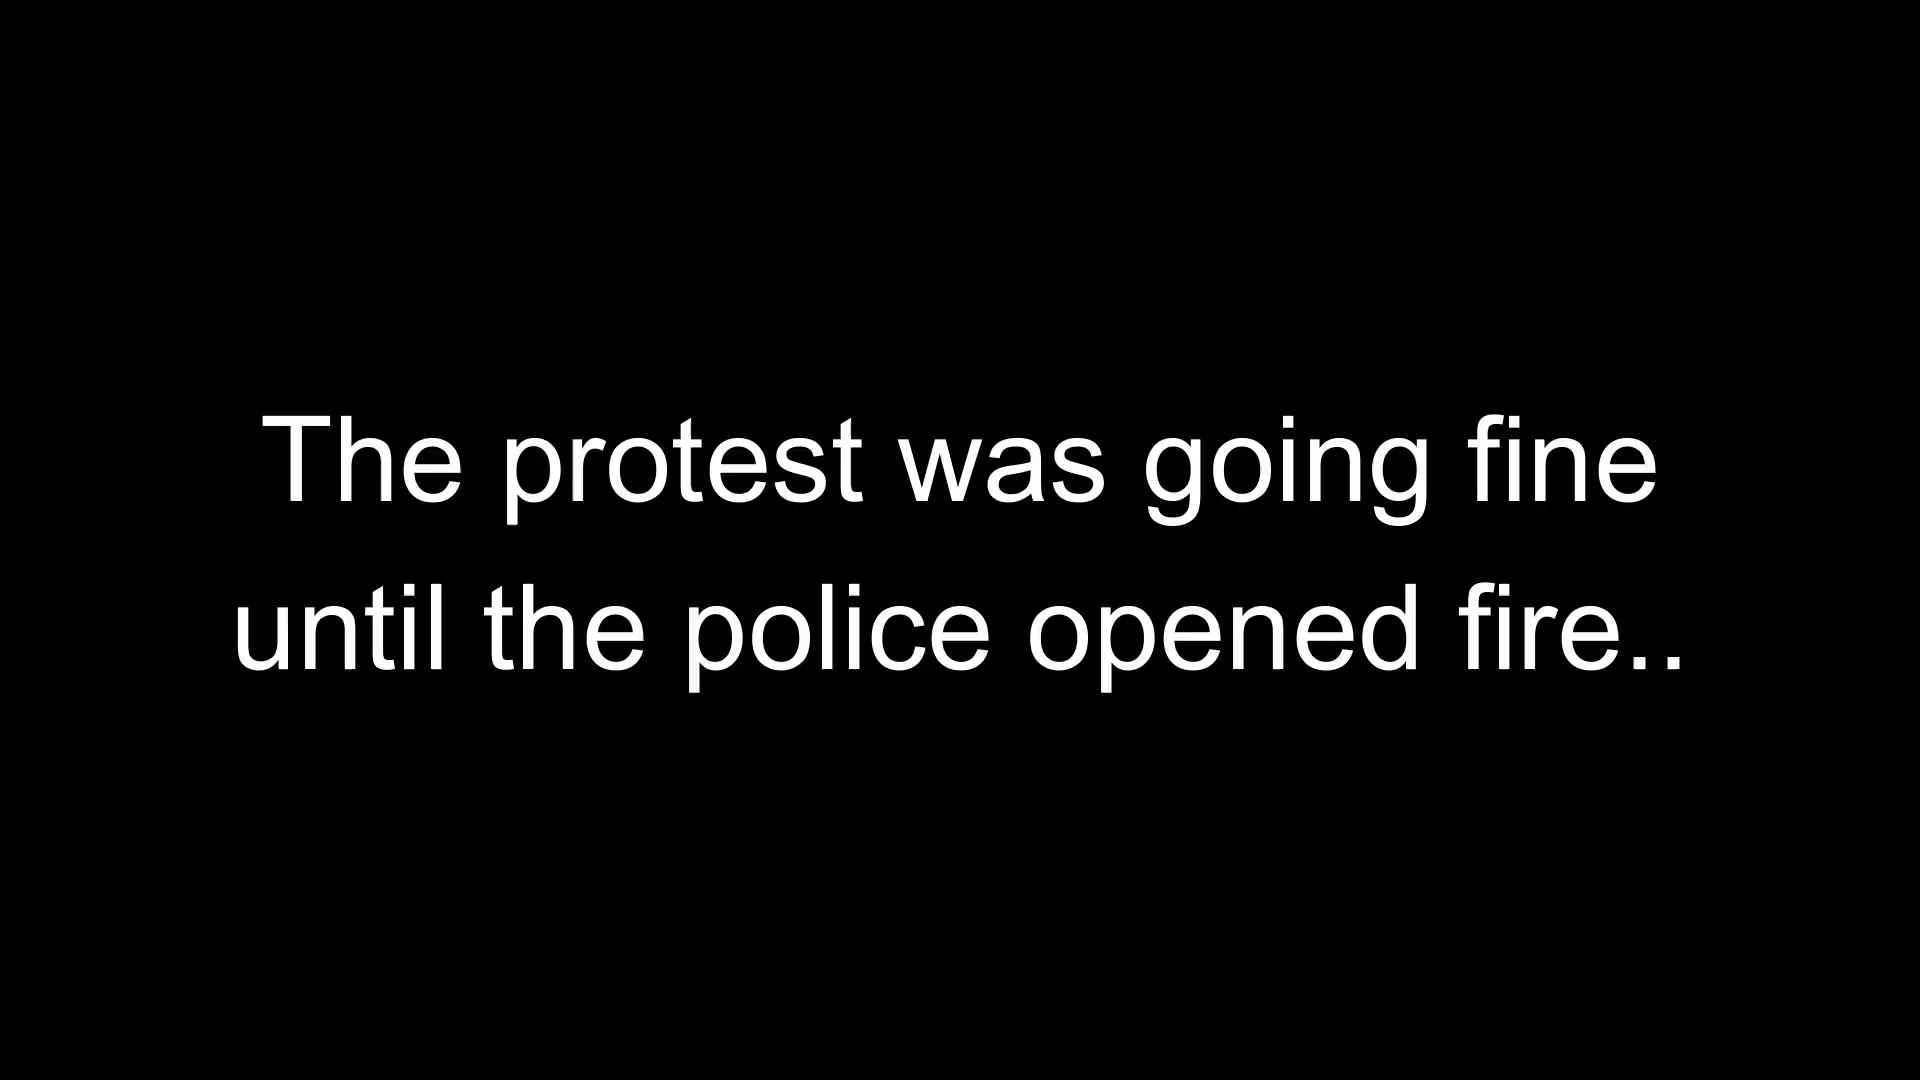 The protest was going fine
until the police opened fire..